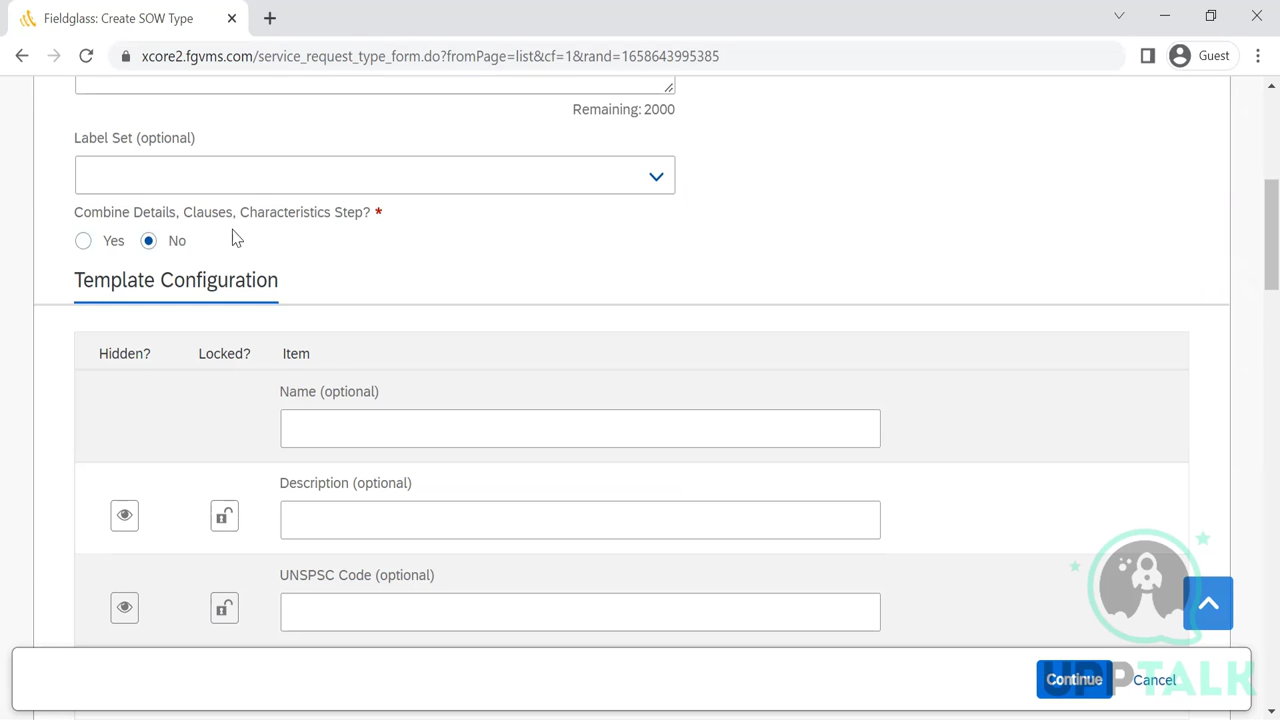 Fieldglass: Create SOW Type
xcore2.fgvms.com/service_request_type_form.do?fromPage=list&cf=1&rand=1658643995385
Guest
Remaining: 2000
Label Set (optional)
Combine Details, Clauses, Characteristics Step? *
Yes No
Template Configuration
Hidden? Locked? Item
Name (optional)
Description (optional)
UNSPSC Code (optional)
Continue Cancel
UPPTALK